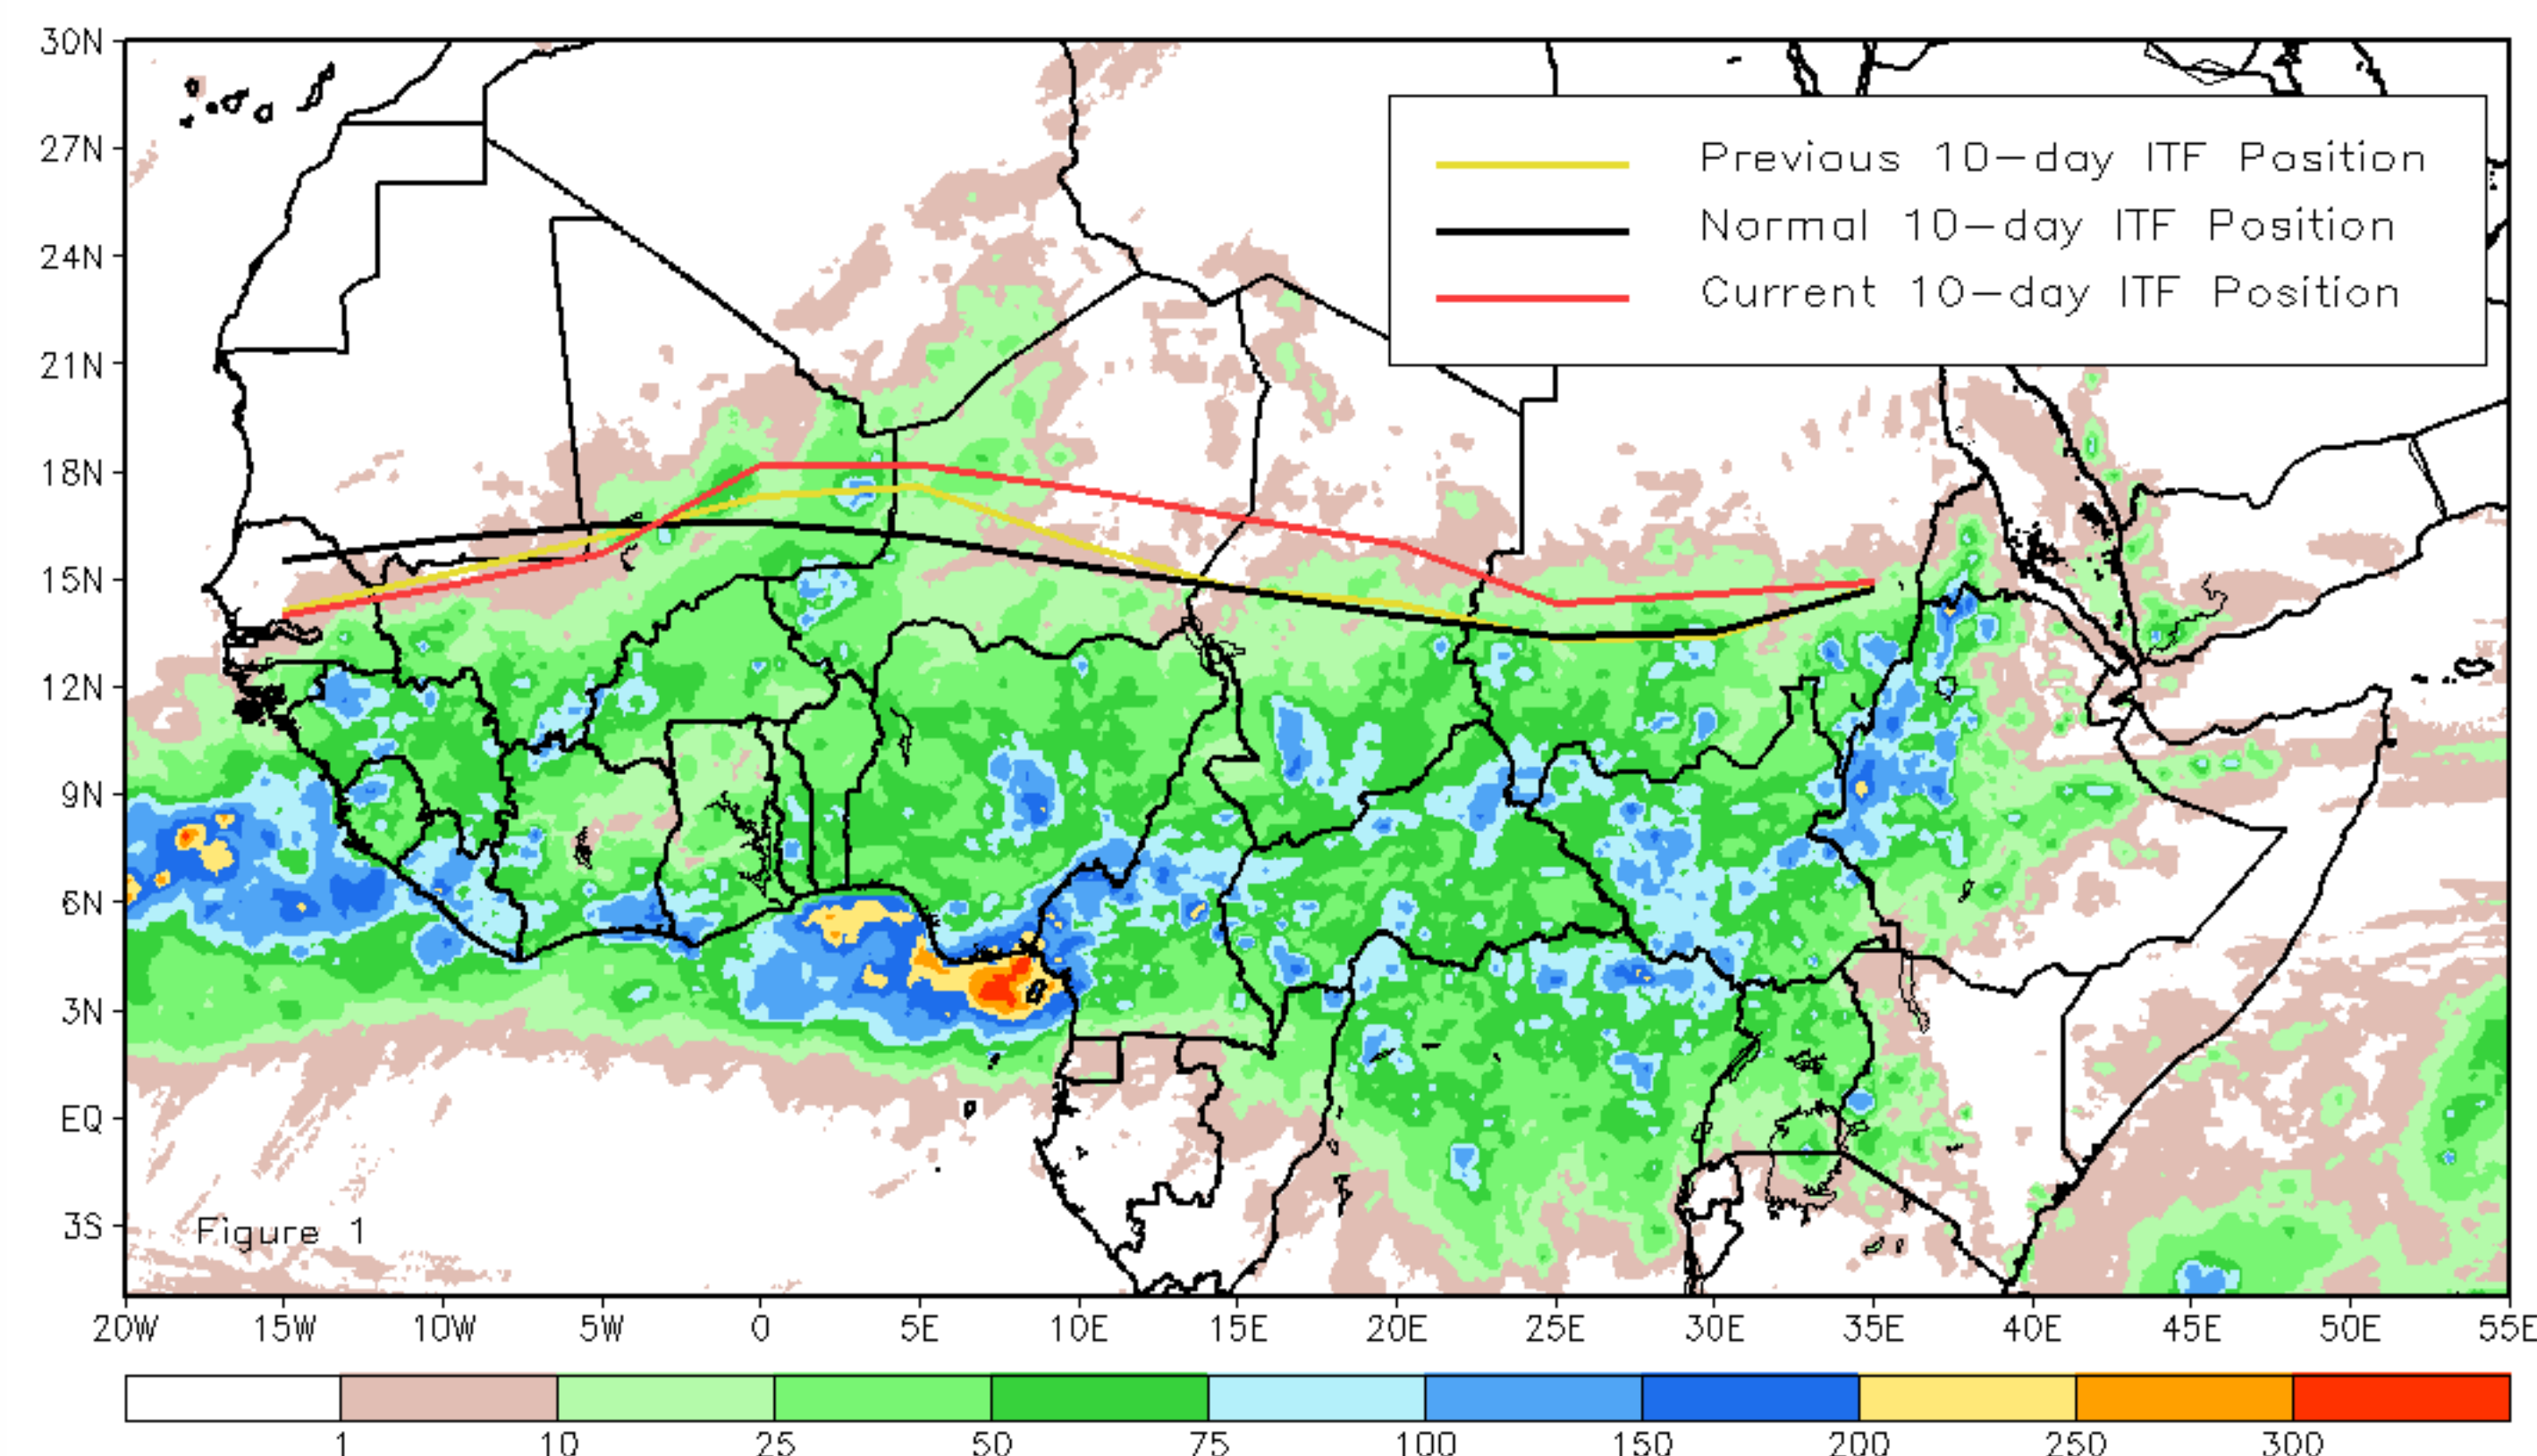 30N
27N
24N
21N
18N
15N
12N
9N
6N
3N
EQ
3S
Previous 10-day ITF Position
Normal 10-day ITF Position
Current 10-day ITF Position
Figure 1
20W 15W 10W 5W 0 5E 10E 15E 20E 25E 30E 35E 40E 45E 50E 55E
1 10 25 50 75 100 150 200 250 300